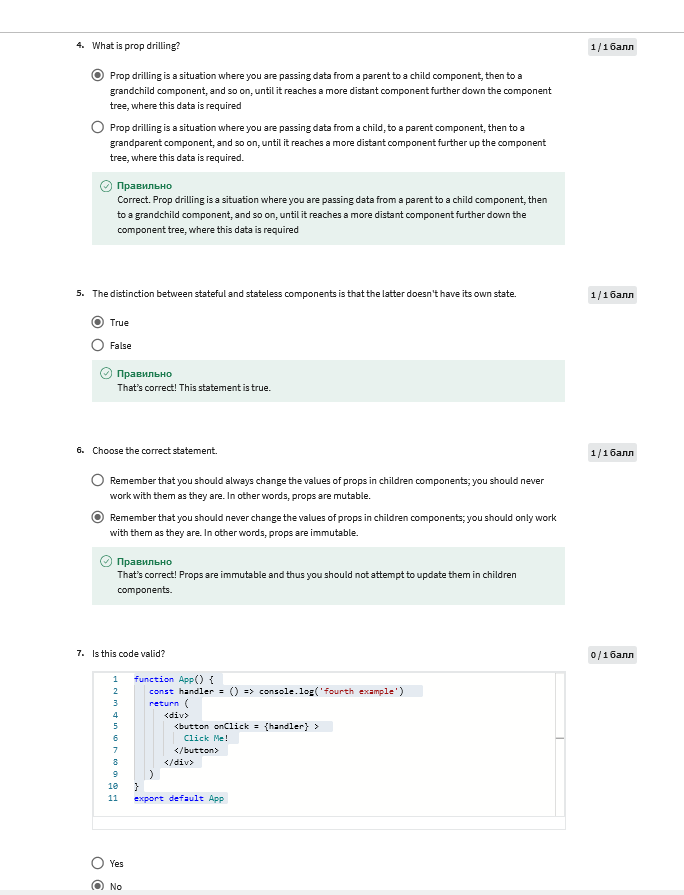 4. What is prop drilling?
1 / 1 балл
Prop drilling is a situation where you are passing data from a parent to a child component, then to a
grandchild component, and so on, until it reaches a more distant component further down the component
tree, where this data is required
Prop drilling is a situation where you are passing data from a child, to a parent component, then to a
grandparent component, and so on, until it reaches a more distant component further up the component
tree, where this data is required.
Правильно
Correct. Prop drilling is a situation where you are passing data from a parent to a child component, then
to a grandchild component, and so on, until it reaches a more distant component further down the
component tree, where this data is required
5. The distinction between stateful and stateless components is that the latter doesn't have its own state.
1 / 1 балл
True
False
Правильно
That's correct! This statement is true.
6. Choose the correct statement.
1 / 1 балл
Remember that you should always change the values of props in children components; you should never
work with them as they are. In other words, props are mutable.
Remember that you should never change the values of props in children components; you should only work
with them as they are. In other words, props are immutable.
Правильно
That's correct! Props are immutable and thus you should not attempt to update them in children
components.
7. Is this code valid?
0 / 1 балл
1 function App() {
2 const handler = () => console.log('fourth example')
3 return (
4 <div>
5 <button onClick = {handler} >
6 Click Me!
7 </button>
8 </div>
9 )
10 }
11 export default App
Yes
No